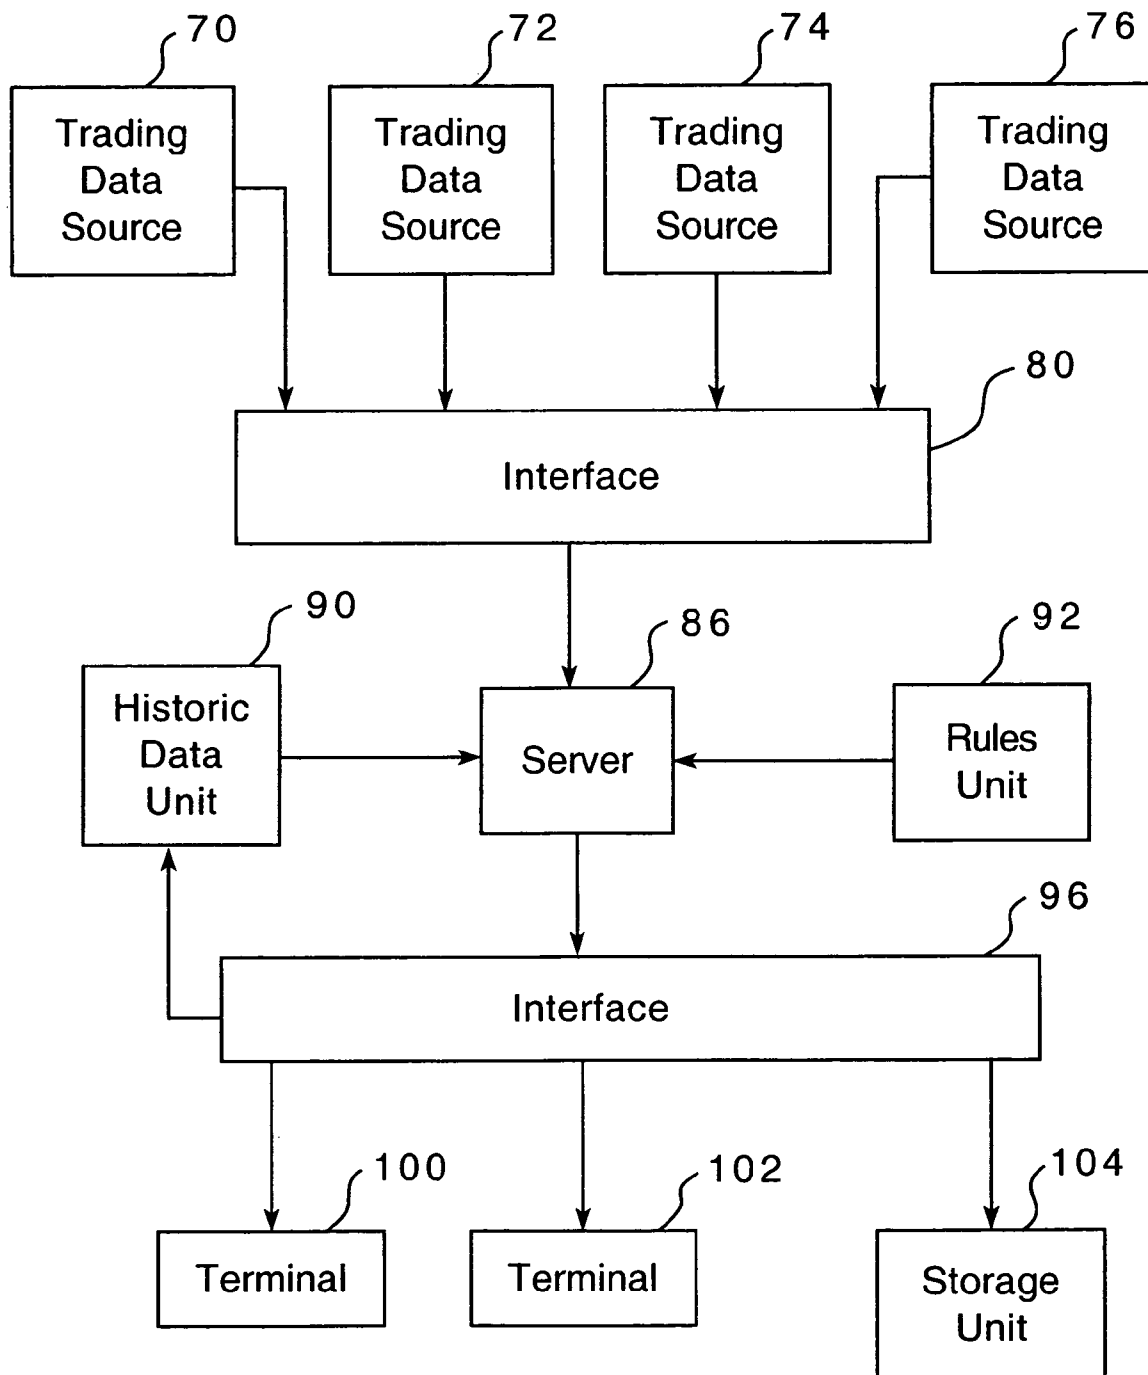 70
72
74
76
Trading
Data
Source
Trading
Data
Source
Trading
Data
Source
Trading
Data
Source
80
Interface
90
86
92
Historic
Data
Unit
Server
Rules
Unit
96
Interface
100
102
104
Terminal
Terminal
Storage
Unit